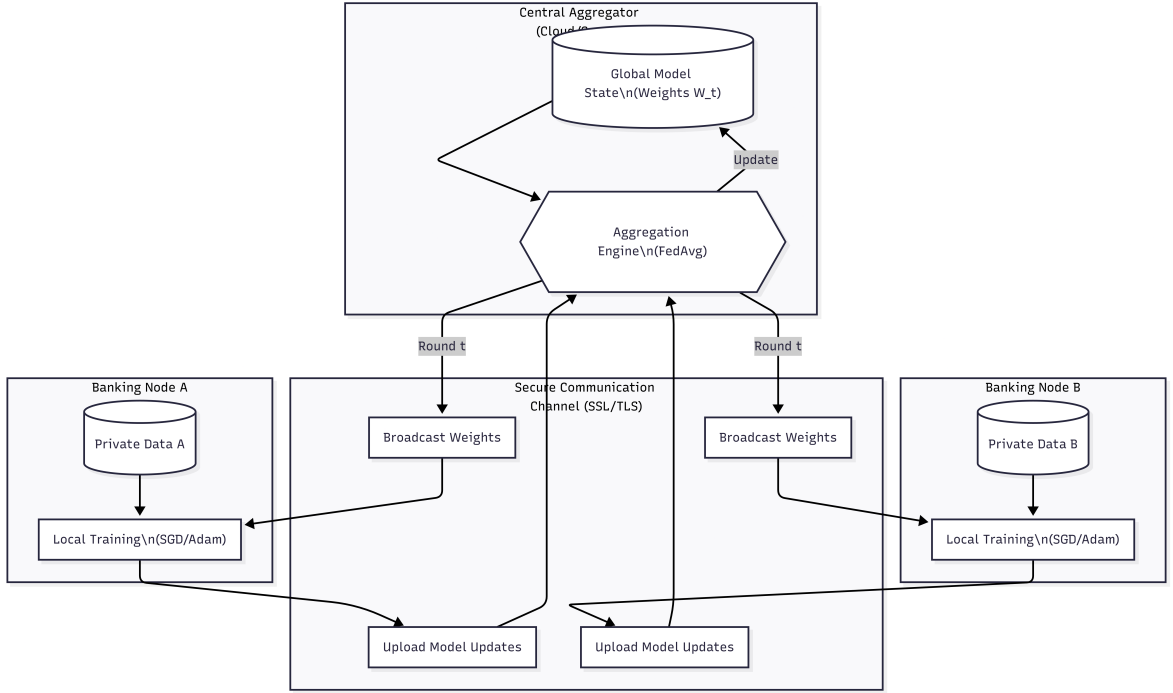 Central Aggregator
(Cloud/S
Global Model
State\n(Weights W_t)
Update
Aggregation
Engine\n(FedAvg)
Round t
Round t
Banking Node A
Private Data A
Local Training\n(SGD/Adam)
Secure Communication
Channel (SSL/TLS)
Broadcast Weights
Broadcast Weights
Upload Model Updates
Upload Model Updates
Banking Node B
Private Data B
Local Training\n(SGD/Adam)